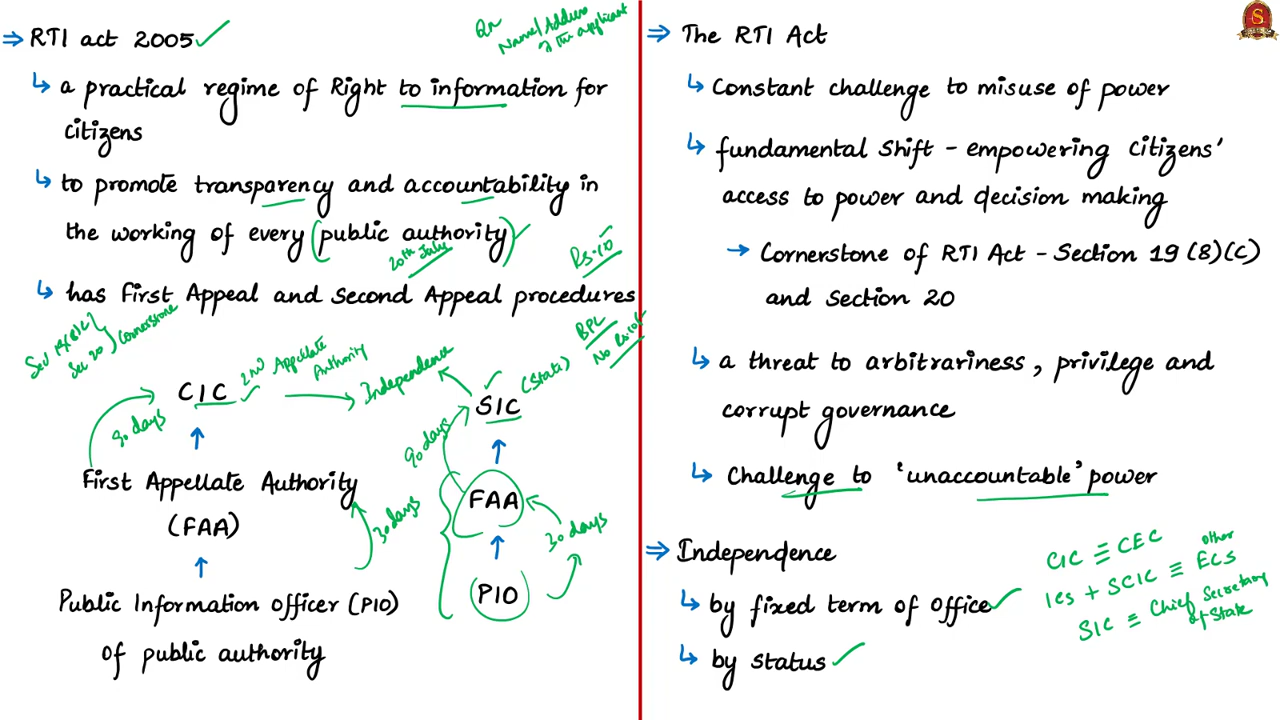 ⇒ RTI act 2005 ✓
Qn
Name/Address
of the applicant
↳ a practical regime of Right to information for
citizens
↳ to promote transparency and accountability in
the working of every (public authority) ✓
20th July
Rs.10
↳ has First Appeal and Second Appeal procedures
Sec 20
Cornerstone
BPL
No Rs.10/-
CIC ✓
2nd Appellate
Authority
→ Independence
SIC (State)
90 days
90 days
First Appellate Authority
(FAA)
30 days
FAA
30 days
Public Information Officer (PIO)
of public authority
PIO
⇒ The RTI Act
↳ Constant challenge to misuse of power
↳ fundamental Shift - empowering Citizens'
access to power and decision making
→ Cornerstone of RTI Act - Section 19 (8)(C)
and Section 20
↳ a threat to arbitrariness, privilege and
corrupt governance
↳ Challenge to 'unaccountable' power
⇒ Independence
↳ by fixed term of Office ✓
↳ by Status ✓
CIC ≡ CEC
other
ICs + SCIC ≡ ECS
SIC ≡ Chief Secretary
of State